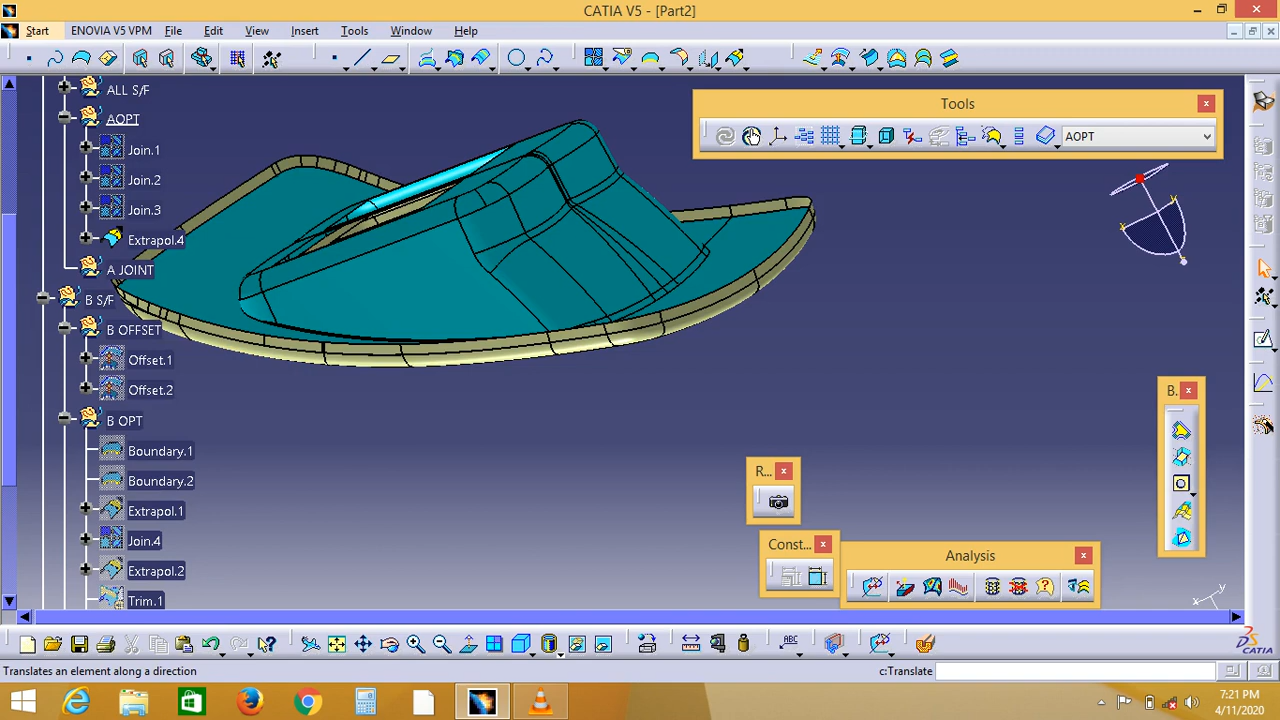 CATIA V5 - [Part2]
Start ENOVIA V5 VPM File Edit View Insert Tools Window Help
ALL S/F
AOPT
Join.1
Join.2
Join.3
Extrapol.4
A JOINT
B S/F
B OFFSET
Offset.1
Offset.2
B OPT
Boundary.1
Boundary.2
Extrapol.1
Join.4
Extrapol.2
Trim.1
Tools
AOPT
y
x
B.
R...
Const...
Analysis
?
y
x
ABC
CATIA
Translates an element along a direction
c:Translate
7:21 PM
4/11/2020